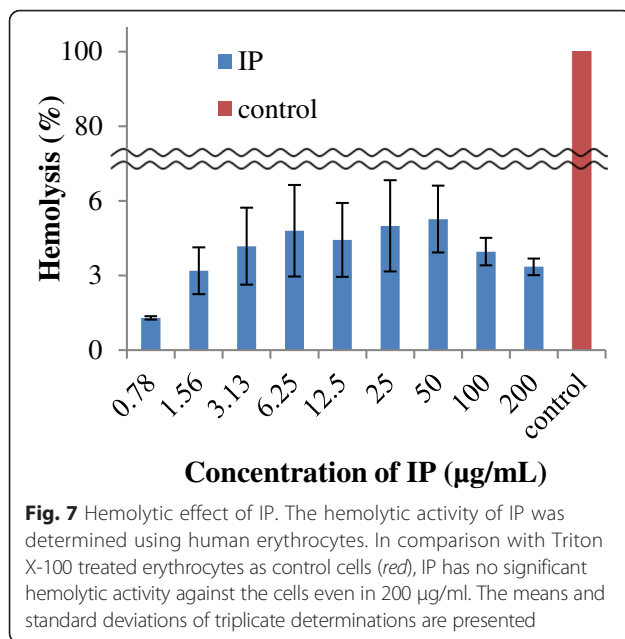 100
80
6
3
0
Hemolysis (%)
IP
control
0.78
1.56
3.13
6.25
12.5
25
50
100
200
control
Concentration of IP (µg/mL)
Fig. 7 Hemolytic effect of IP. The hemolytic activity of IP was
determined using human erythrocytes. In comparison with Triton
X-100 treated erythrocytes as control cells (red), IP has no significant
hemolytic activity against the cells even in 200 µg/ml. The means and
standard deviations of triplicate determinations are presented